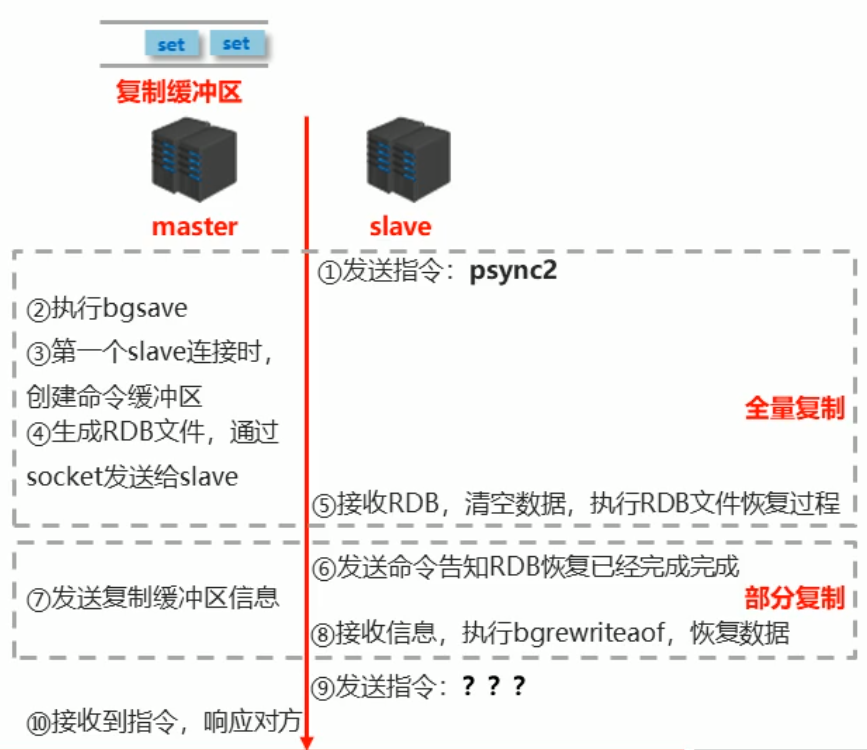 set set
复制缓冲区
master slave
①发送指令：psync2
②执行bgsave
③第一个slave连接时，
创建命令缓冲区
全量复制
④生成RDB文件，通过
socket发送给slave
⑤接收RDB，清空数据，执行RDB文件恢复过程
⑥发送命令告知RDB恢复已经完成完成
⑦发送复制缓冲区信息
部分复制
⑧接收信息，执行bgrewriteaof，恢复数据
⑨发送指令：？？？
⑩接收到指令，响应对方